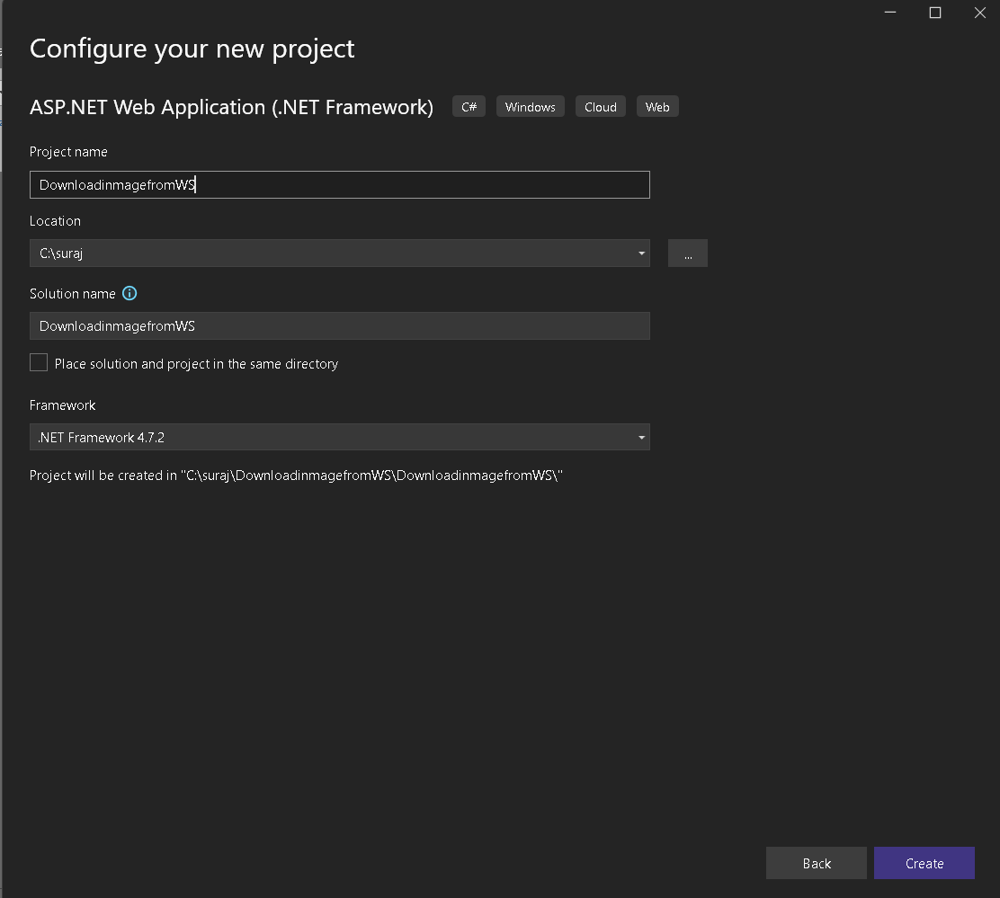 Configure your new project
ASP.NET Web Application (.NET Framework) C# Windows Cloud Web
Project name
DownloadinmagefromWS
Location
C:\suraj
...
Solution name
DownloadinmagefromWS
Place solution and project in the same directory
Framework
.NET Framework 4.7.2
Project will be created in "C:\suraj\DownloadinmagefromWS\DownloadinmagefromWS\"
Back Create